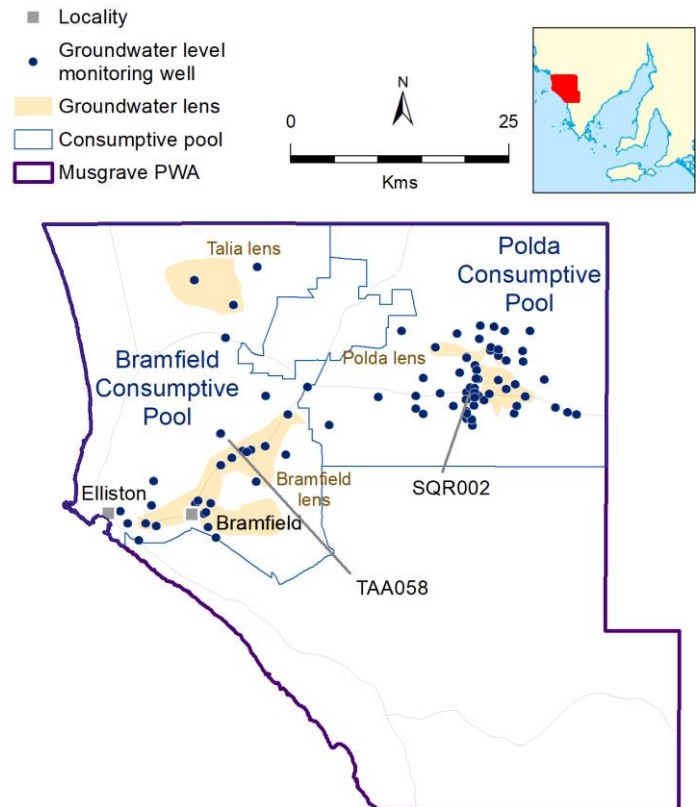 Locality
Groundwater level
monitoring well
Groundwater lens
Consumptive pool
Musgrave PWA
N
0 25
Kms
Talia lens
Polda
Consumptive
Pool
Polda lens
Bramfield
Consumptive
Pool
Bramfield
lens
SQR002
Elliston
Bramfield
TAA058